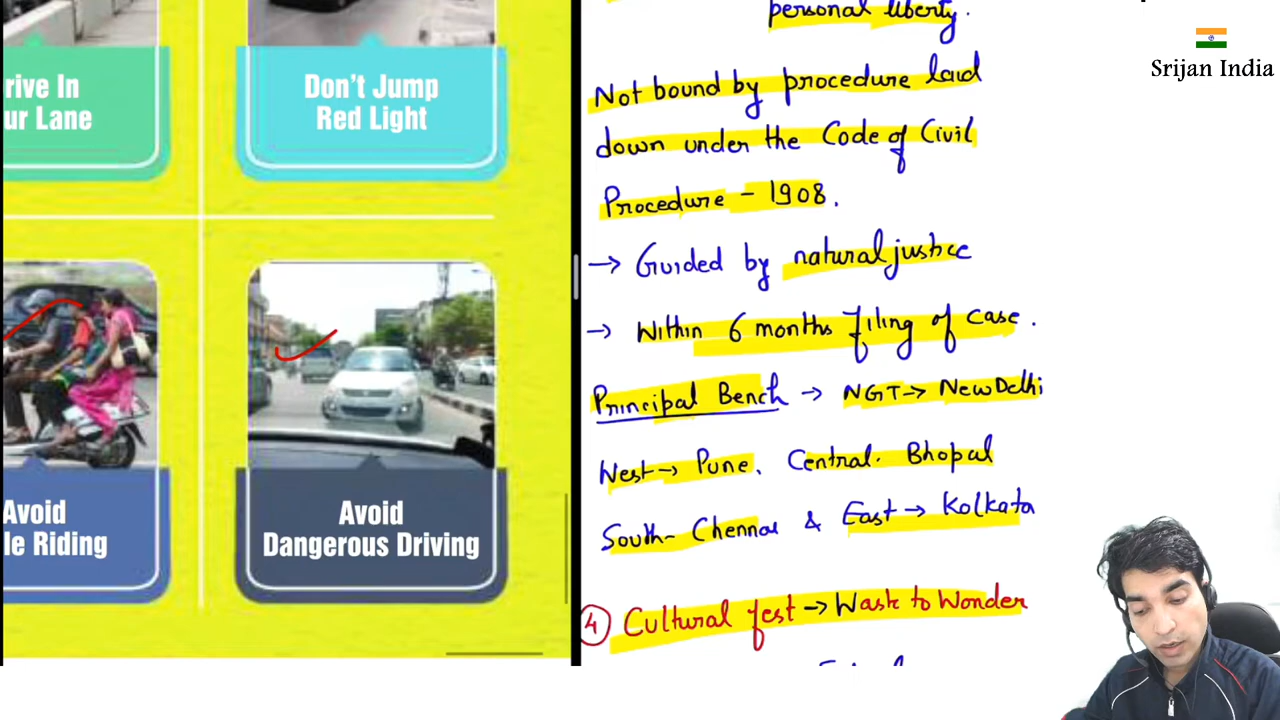 rive In
ur Lane
Don't Jump
Red Light
Avoid
le Riding
Avoid
Dangerous Driving
personal liberty.
Not bound by procedure laid
down under the Code of Civil
Procedure - 1908.
→ Guided by natural justice
→ Within 6 months filing of case.
Principal Bench → NGT → New Delhi
West → Pune, Central. Bhopal
South - Chennai & East → Kolkata
4 Cultural fest → Waste to Wonder
Srijan India